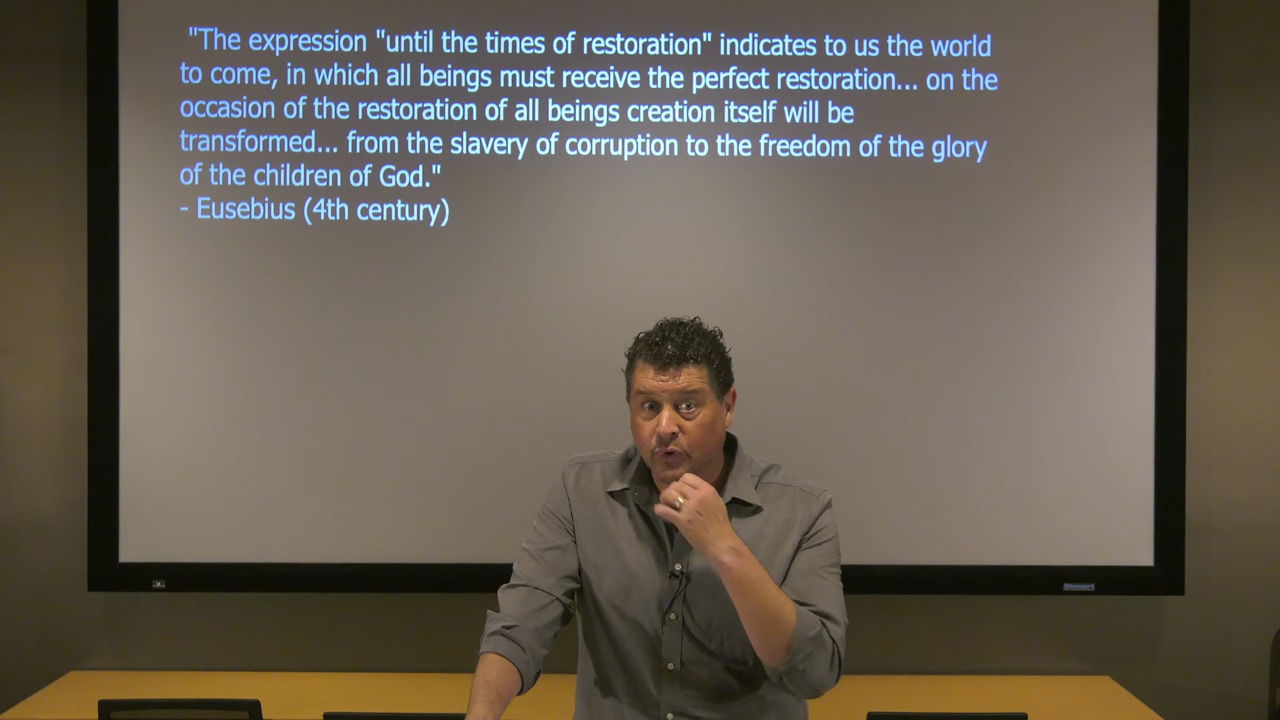 "The expression "until the times of restoration" indicates to us the world
to come, in which all beings must receive the perfect restoration... on the
occasion of the restoration of all beings creation itself will be
transformed... from the slavery of corruption to the freedom of the glory
of the children of God."
- Eusebius (4th century)